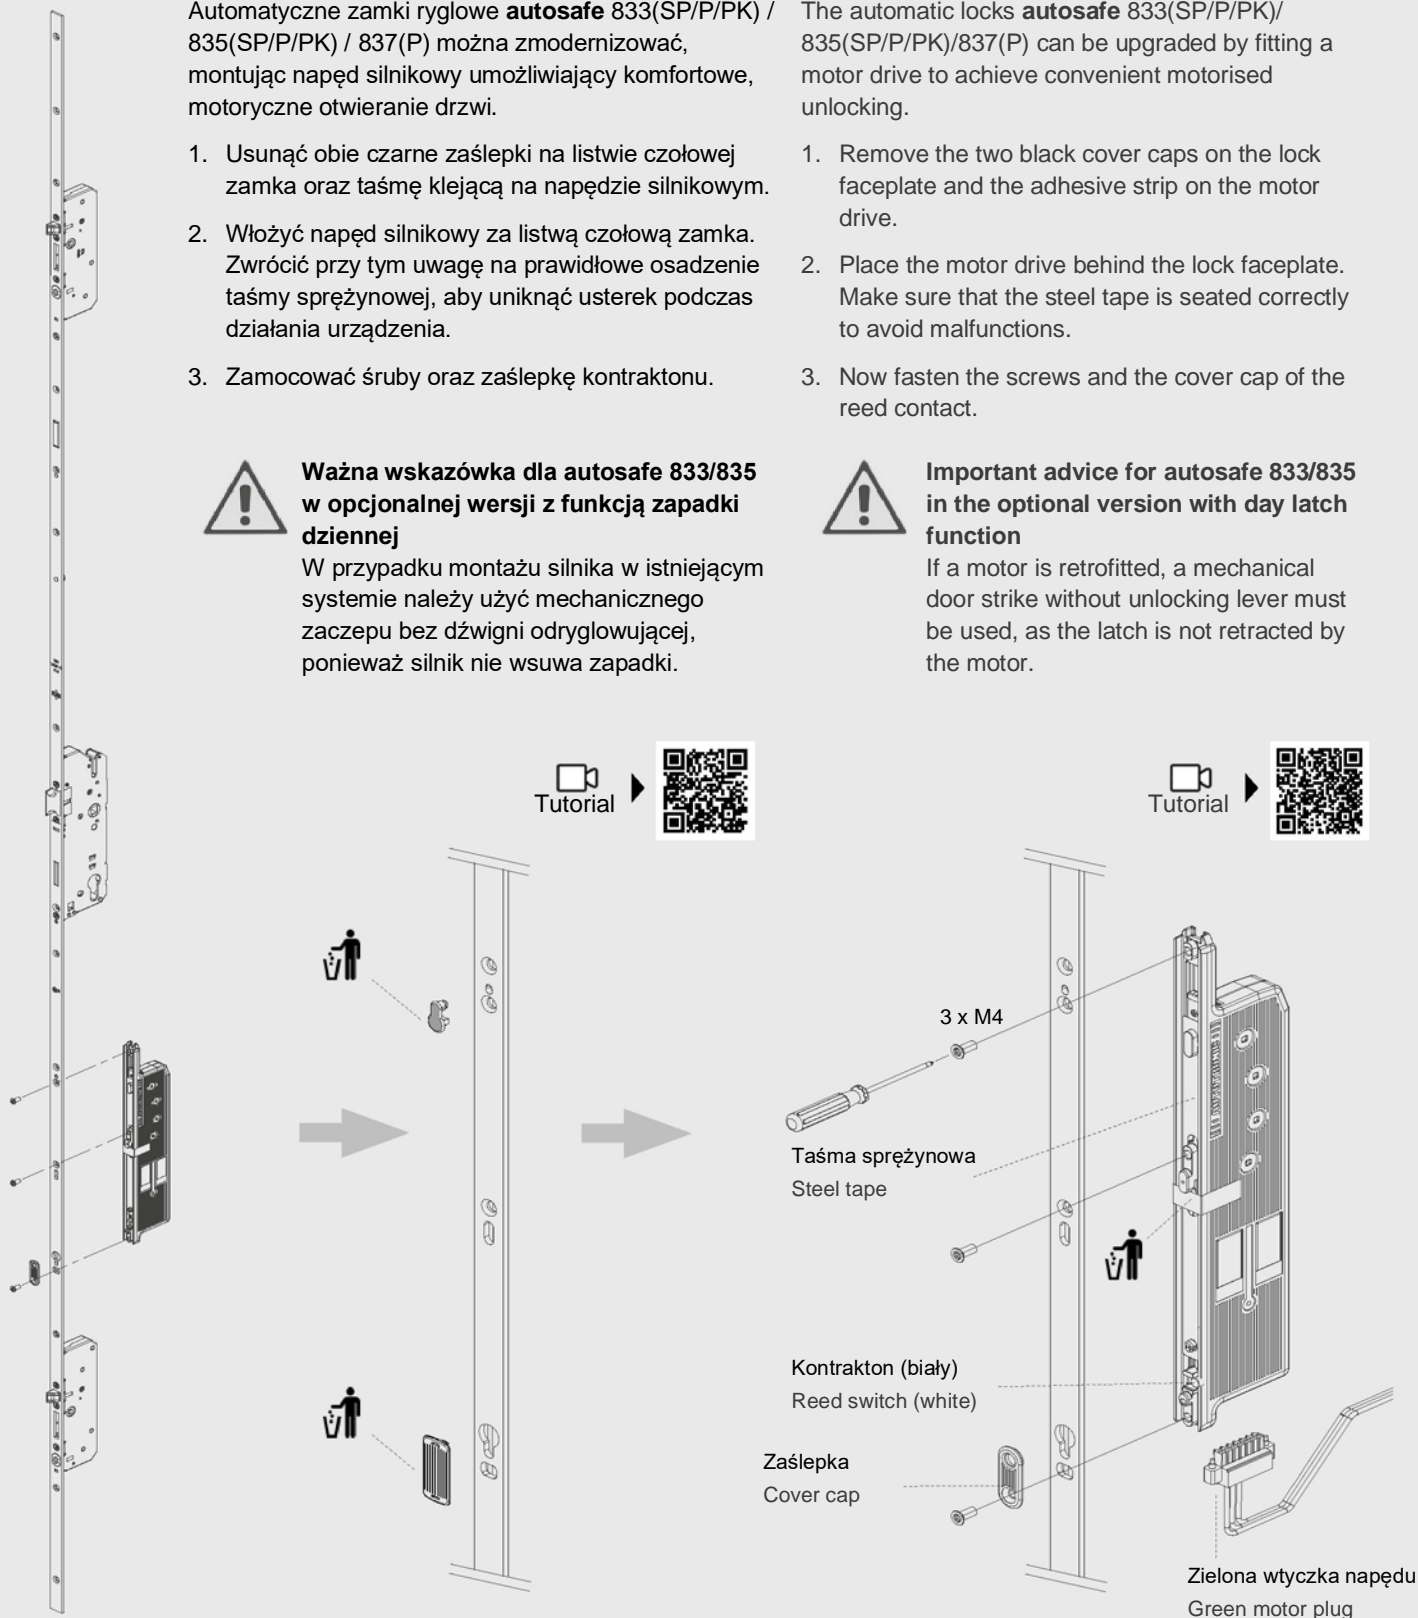 Automatyczne zamki ryglowe autosafe 833(SP/P/PK) /
835(SP/P/PK) / 837(P) można zmodernizować,
montując napęd silnikowy umożliwiający komfortowe,
motoryczne otwieranie drzwi.
1. Usunąć obie czarne zaślepki na listwie czołowej
zamka oraz taśmę klejącą na napędzie silnikowym.
2. Włożyć napęd silnikowy za listwą czołową zamka.
Zwrócić przy tym uwagę na prawidłowe osadzenie
taśmy sprężynowej, aby uniknąć usterek podczas
działania urządzenia.
3. Zamocować śruby oraz zaślepkę kontraktonu.
Ważna wskazówka dla autosafe 833/835
w opcjonalnej wersji z funkcją zapadki
dziennej
W przypadku montażu silnika w istniejącym
systemie należy użyć mechanicznego
zaczepu bez dźwigni odryglowującej,
ponieważ silnik nie wsuwa zapadki.
Tutorial
The automatic locks autosafe 833(SP/P/PK)/
835(SP/P/PK)/837(P) can be upgraded by fitting a
motor drive to achieve convenient motorised
unlocking.
1. Remove the two black cover caps on the lock
faceplate and the adhesive strip on the motor
drive.
2. Place the motor drive behind the lock faceplate.
Make sure that the steel tape is seated correctly
to avoid malfunctions.
3. Now fasten the screws and the cover cap of the
reed contact.
Important advice for autosafe 833/835
in the optional version with day latch
function
If a motor is retrofitted, a mechanical
door strike without unlocking lever must
be used, as the latch is not retracted by
the motor.
Tutorial
3 x M4
Taśma sprężynowa
Steel tape
Kontrakton (biały)
Reed switch (white)
Zaślepka
Cover cap
Zielona wtyczka napędu
Green motor plug